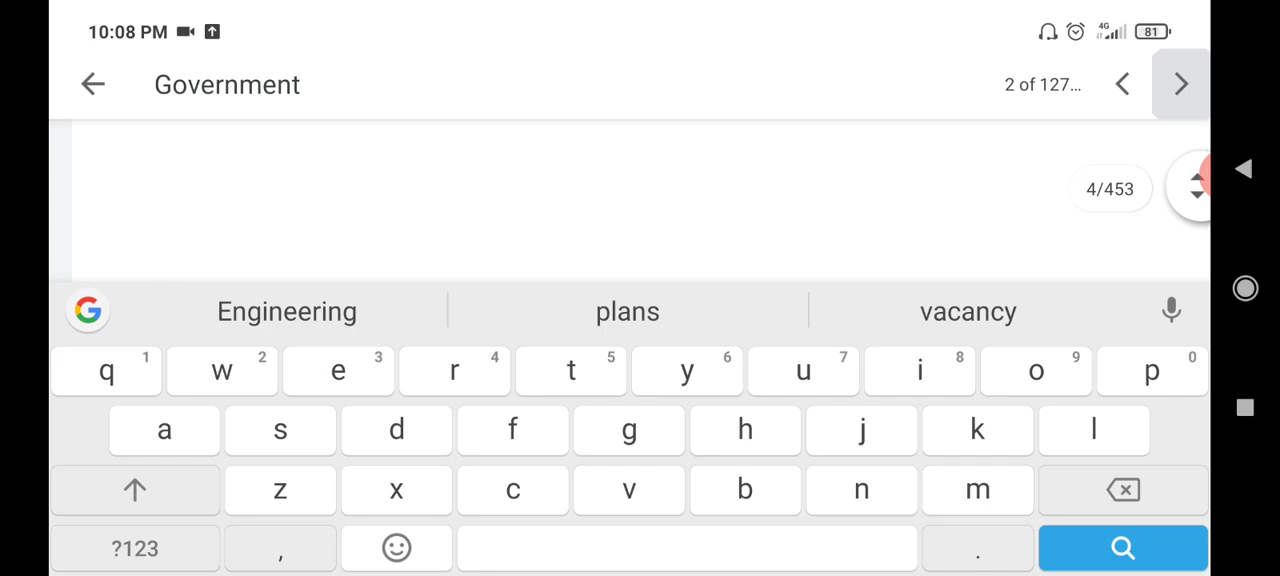 10:08 PM 4G 81
Government 2 of 127...
4/453
Engineering plans vacancy
q 1 w 2 e 3 r 4 t 5 y 6 u 7 i 8 o 9 p 0
a s d f g h j k l
z x c v b n m
?123 , .